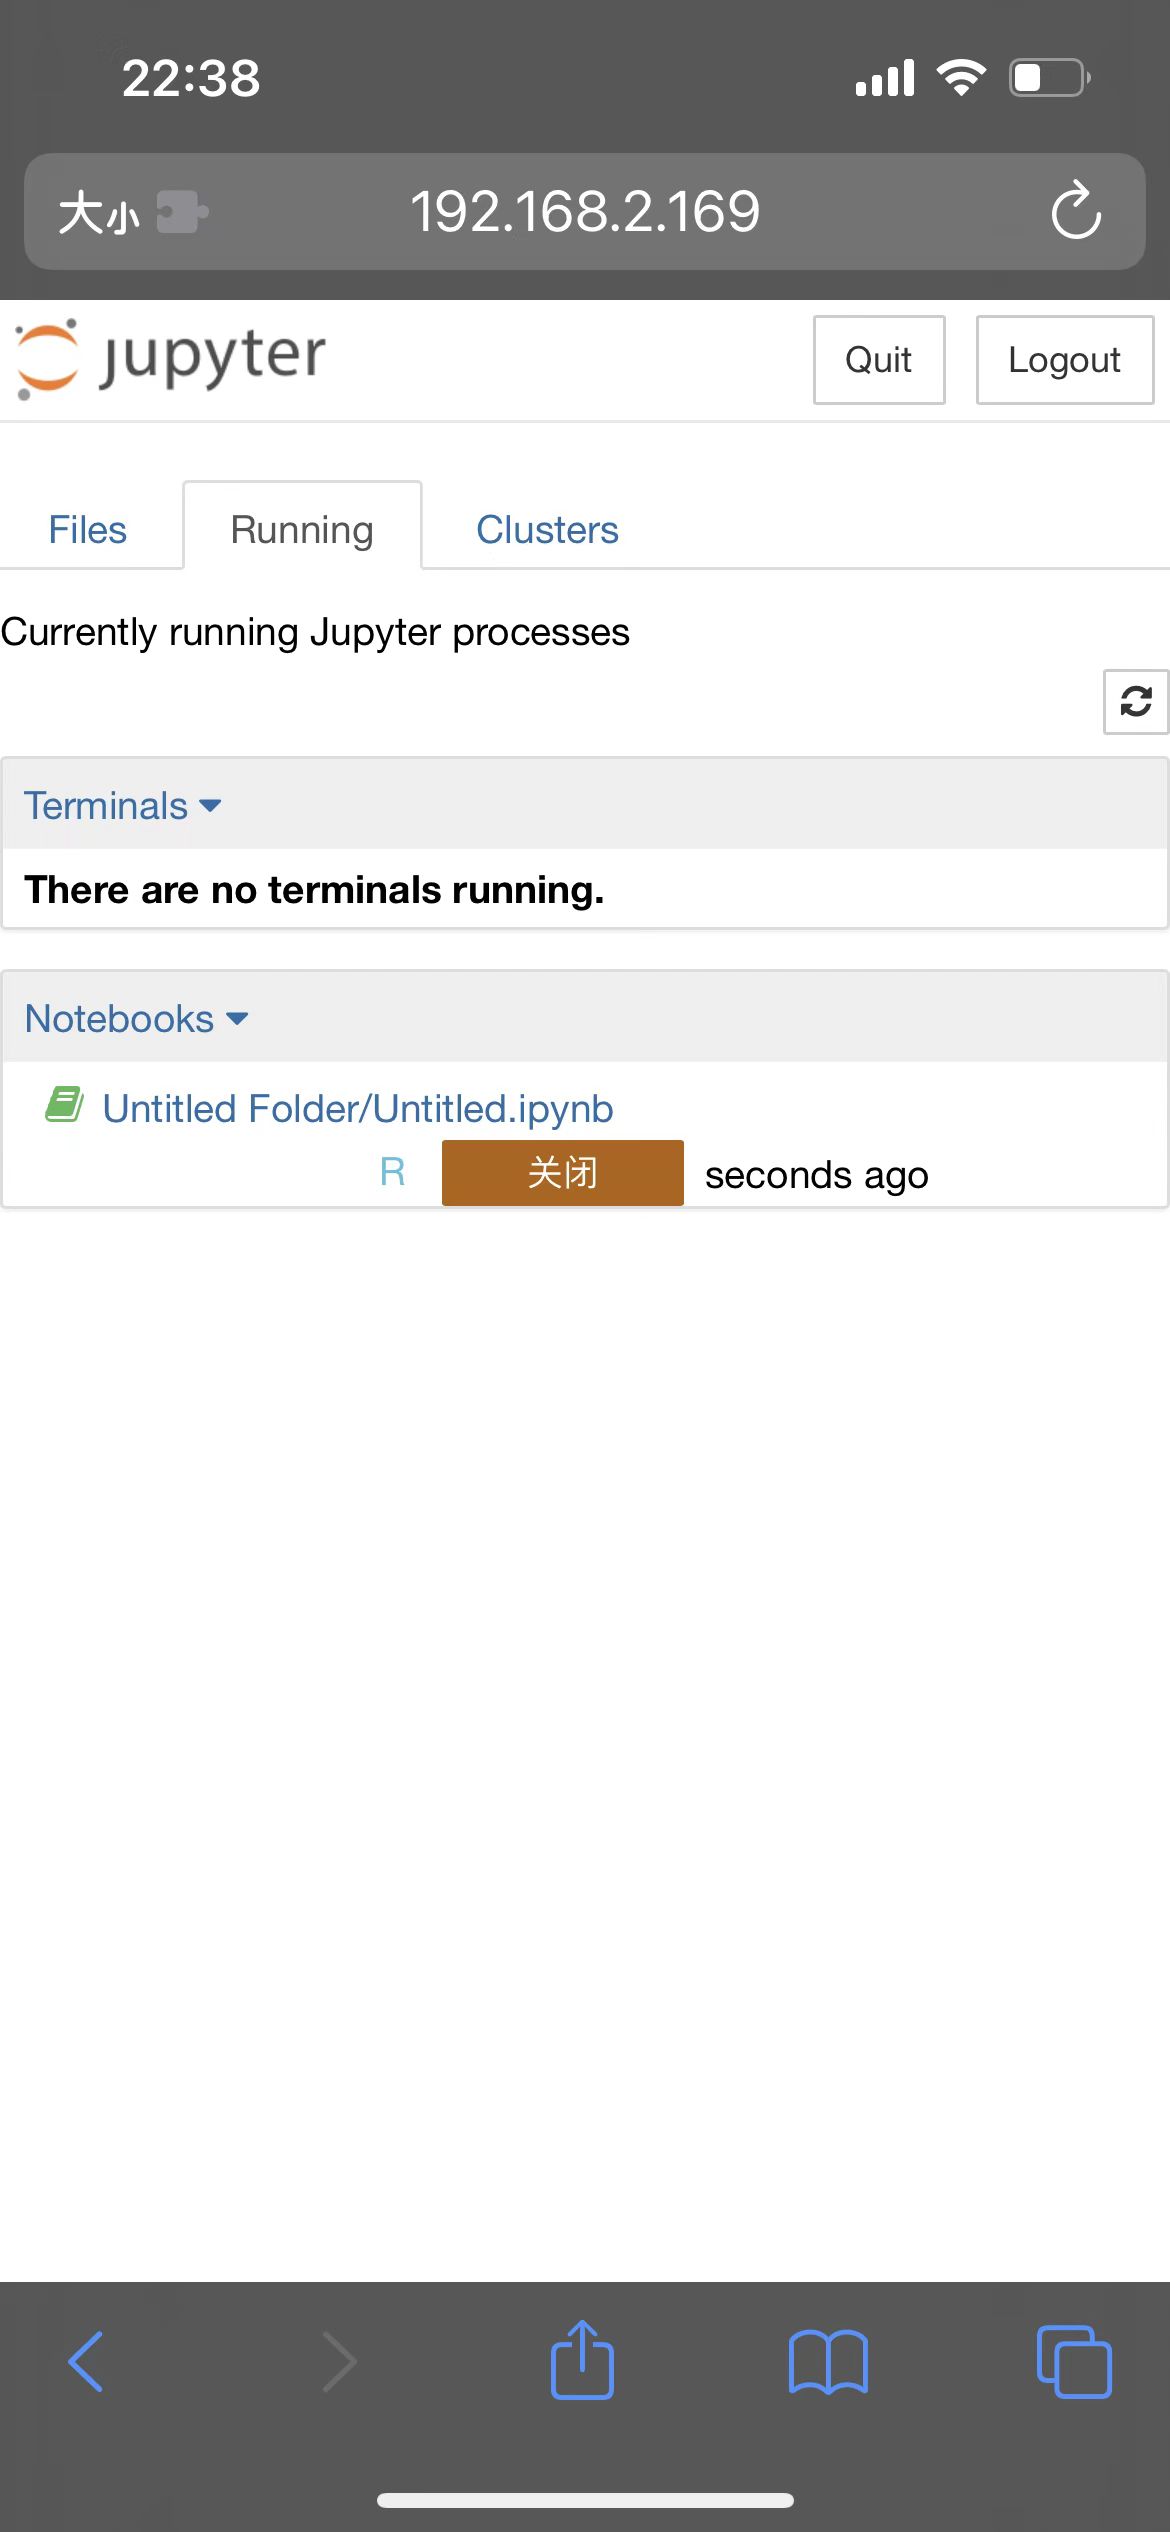 22:38
大小 192.168.2.169
jupyter Quit Logout
Files Running Clusters
Currently running Jupyter processes
Terminals
There are no terminals running.
Notebooks
Untitled Folder/Untitled.ipynb
R 关闭 seconds ago